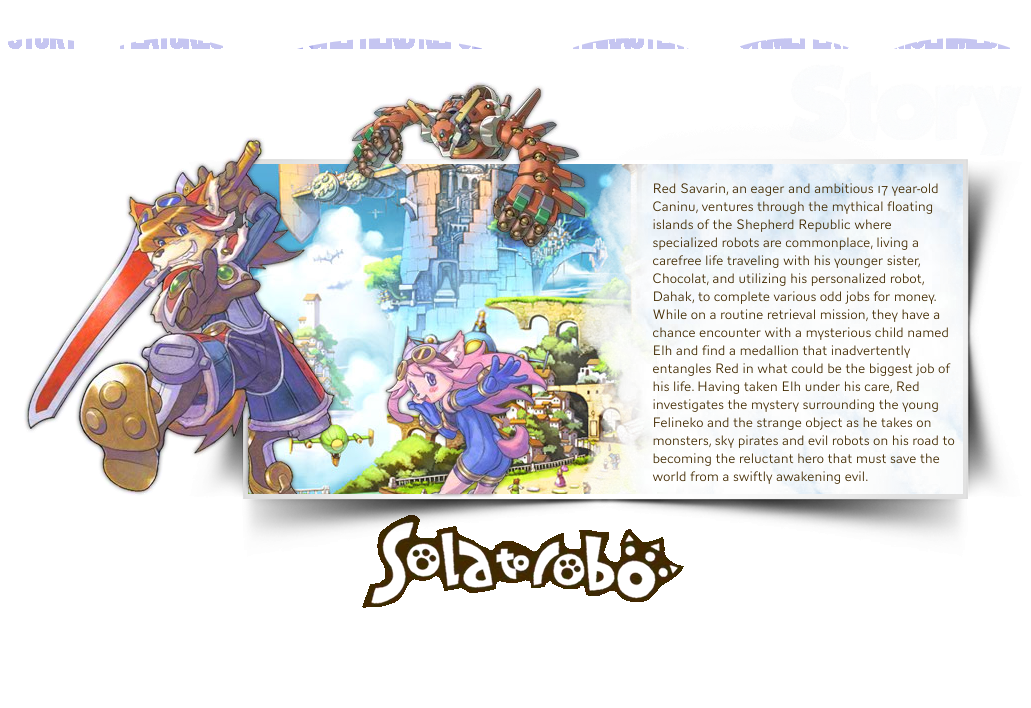 STORY
Story
Red Savarin, an eager and ambitious 17 year-old
Caninu, ventures through the mythical floating
islands of the Shepherd Republic where
specialized robots are commonplace, living a
carefree life traveling with his younger sister,
Chocolat, and utilizing his personalized robot,
Dahak, to complete various odd jobs for money.
While on a routine retrieval mission, they have a
chance encounter with a mysterious child named
Elh and find a medallion that inadvertently
entangles Red in what could be the biggest job of
his life. Having taken Elh under his care, Red
investigates the mystery surrounding the young
Felineko and the strange object as he takes on
monsters, sky pirates and evil robots on his road to
becoming the reluctant hero that must save the
world from a swiftly awakening evil.
Solatorobo